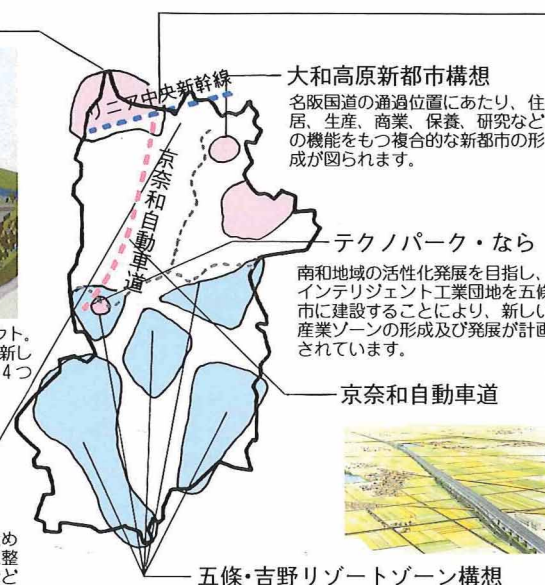 リニア中央新幹線
京奈和自動車道
大和高原新都市構想
名阪国道の通過位置にあたり、住
居、生産、商業、保養、研究など
の機能をもつ複合的な新都市の形
成が図られます。
テクノパーク・なら
南和地域の活性化発展を目指し、
インテリジェント工業団地を五條
市に建設することにより、新しい
産業ゾーンの形成及び発展が計画
されています。
クト。
新し
4つ
京奈和自動車道
め
整
ど
五條・吉野リゾートゾーン構想